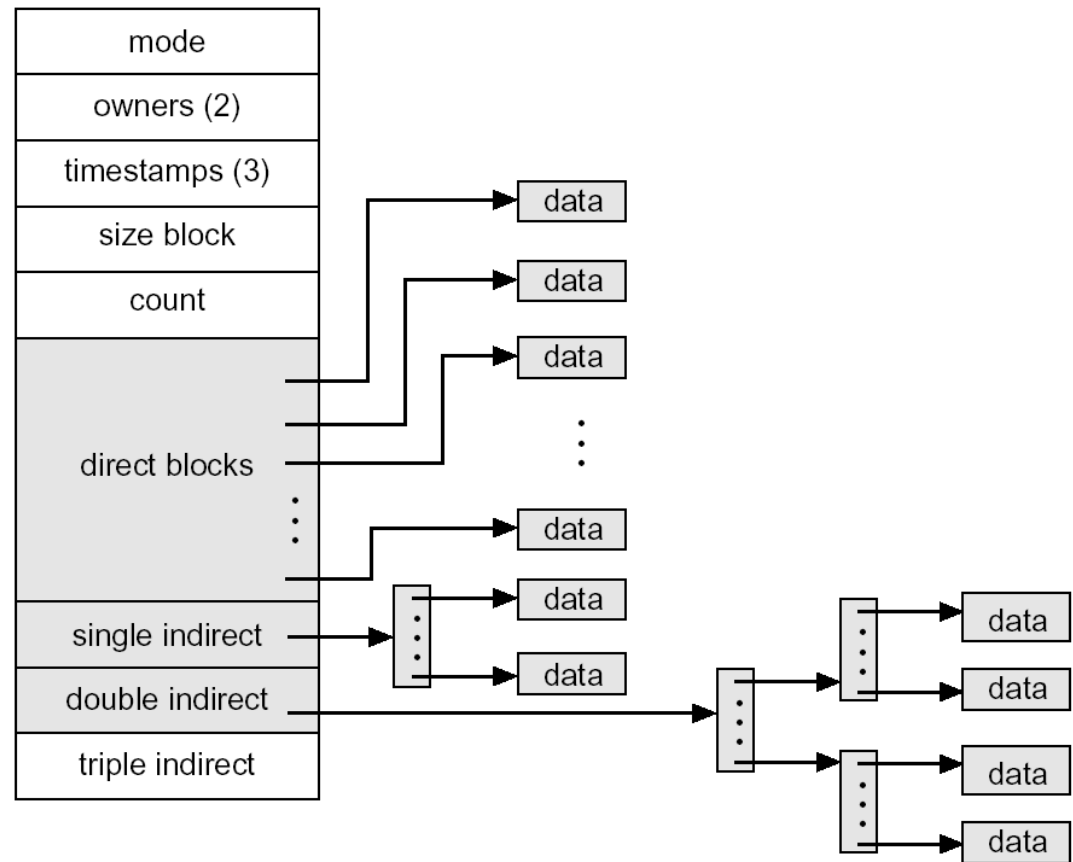 mode
owners (2)
timestamps (3)
size block
count
direct blocks
single indirect
double indirect
triple indirect
data
data
data
data
data
data
data
data
data
data